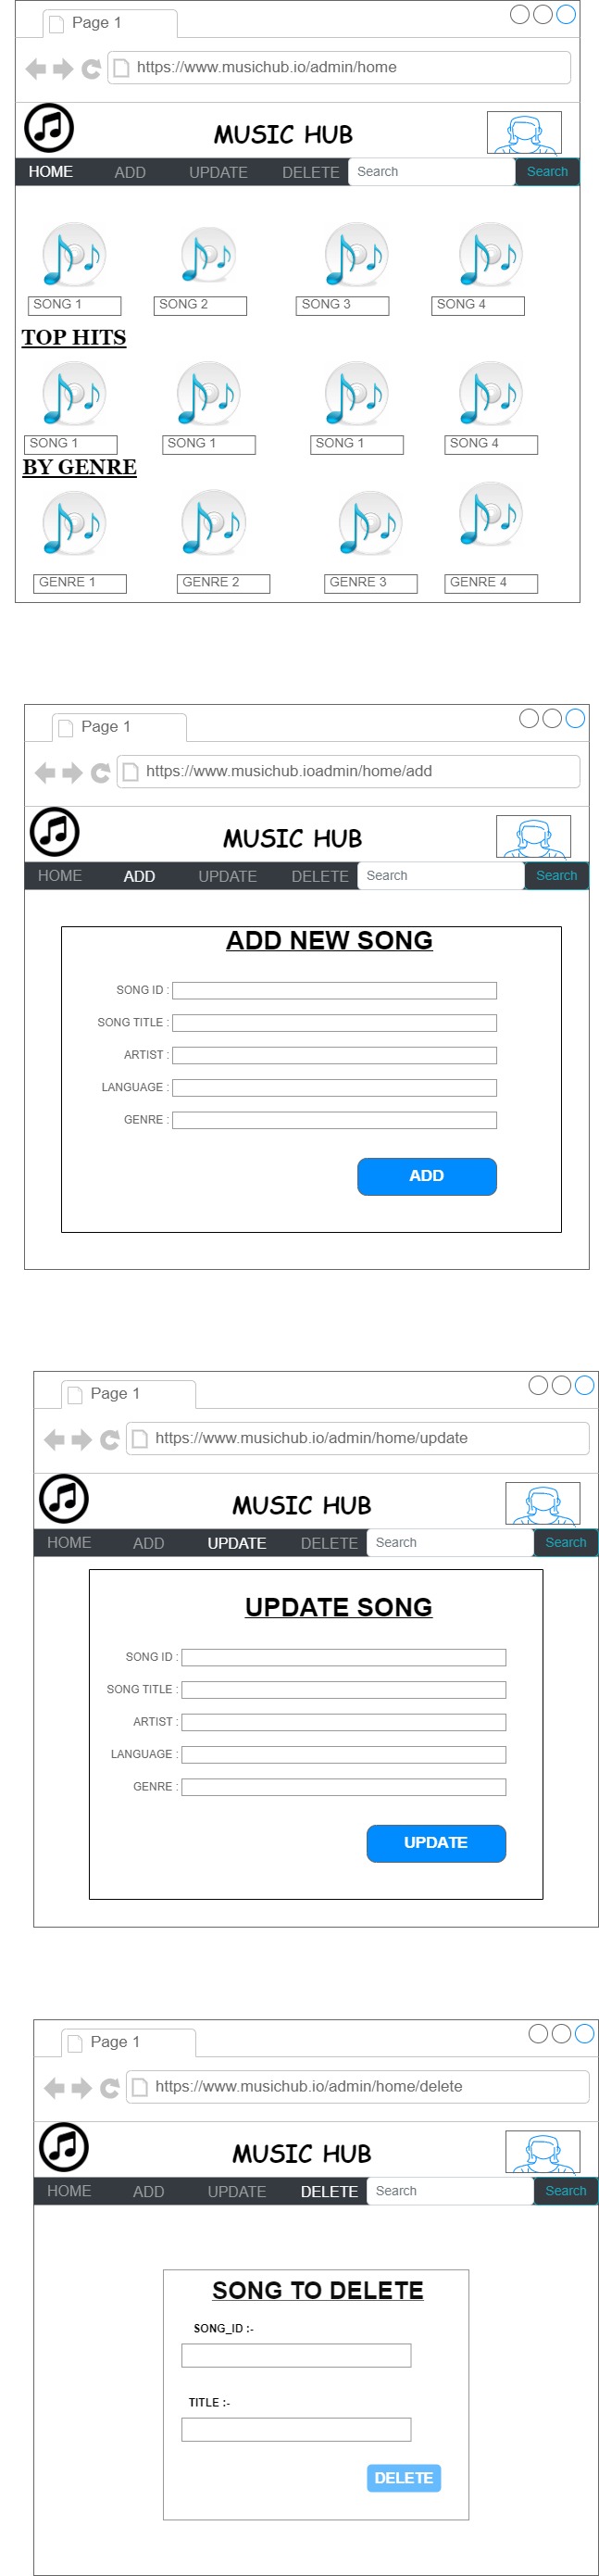 Page 1
https://www.musichub.io/admin/home
MUSIC HUB
HOME ADD UPDATE DELETE Search Search
SONG 1 SONG 2 SONG 3 SONG 4
TOP HITS
SONG 1 SONG 1 SONG 1 SONG 4
BY GENRE
GENRE 1 GENRE 2 GENRE 3 GENRE 4
Page 1
https://www.musichub.ioadmin/home/add
MUSIC HUB
HOME ADD UPDATE DELETE Search Search
ADD NEW SONG
SONG ID :
SONG TITLE :
ARTIST :
LANGUAGE :
GENRE :
ADD
Page 1
https://www.musichub.io/admin/home/update
MUSIC HUB
HOME ADD UPDATE DELETE Search Search
UPDATE SONG
SONG ID :
SONG TITLE :
ARTIST :
LANGUAGE :
GENRE :
UPDATE
Page 1
https://www.musichub.io/admin/home/delete
MUSIC HUB
HOME ADD UPDATE DELETE Search Search
SONG TO DELETE
SONG_ID :-
TITLE :-
DELETE